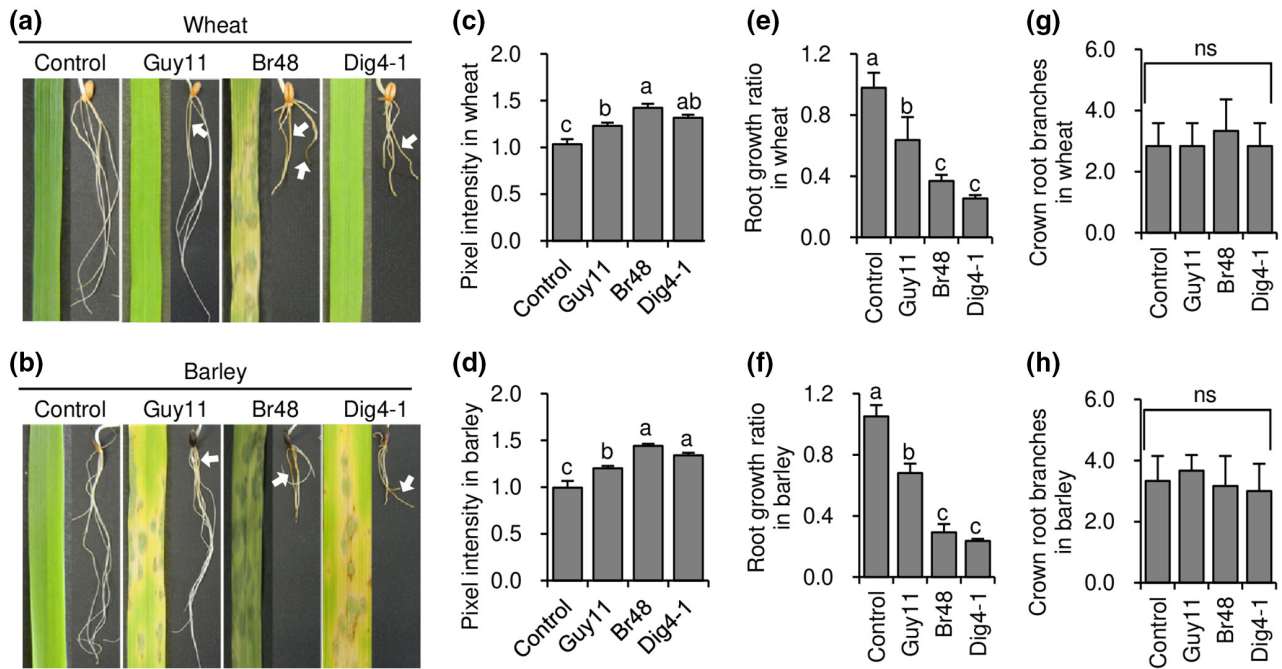 (a)
Wheat
Control Guy11 Br48 Dig4-1
(b)
Barley
Control Guy11 Br48 Dig4-1
(c)
Pixel intensity in wheat
2.0
1.5
1.0
0.5
0.0
c b a ab
Control Guy11 Br48 Dig4-1
(d)
Pixel intensity in barley
2.0
1.5
1.0
0.5
0.0
c b a a
Control Guy11 Br48 Dig4-1
(e)
Root growth ratio
in wheat
1.2
0.8
0.4
0.0
a b c c
Control Guy11 Br48 Dig4-1
(f)
Root growth ratio
in barley
1.2
0.8
0.4
0.0
a b c c
Control Guy11 Br48 Dig4-1
(g)
Crown root branches
in wheat
6.0
4.0
2.0
0.0
ns
Control Guy11 Br48 Dig4-1
(h)
Crown root branches
in barley
6.0
4.0
2.0
0.0
ns
Control Guy11 Br48 Dig4-1